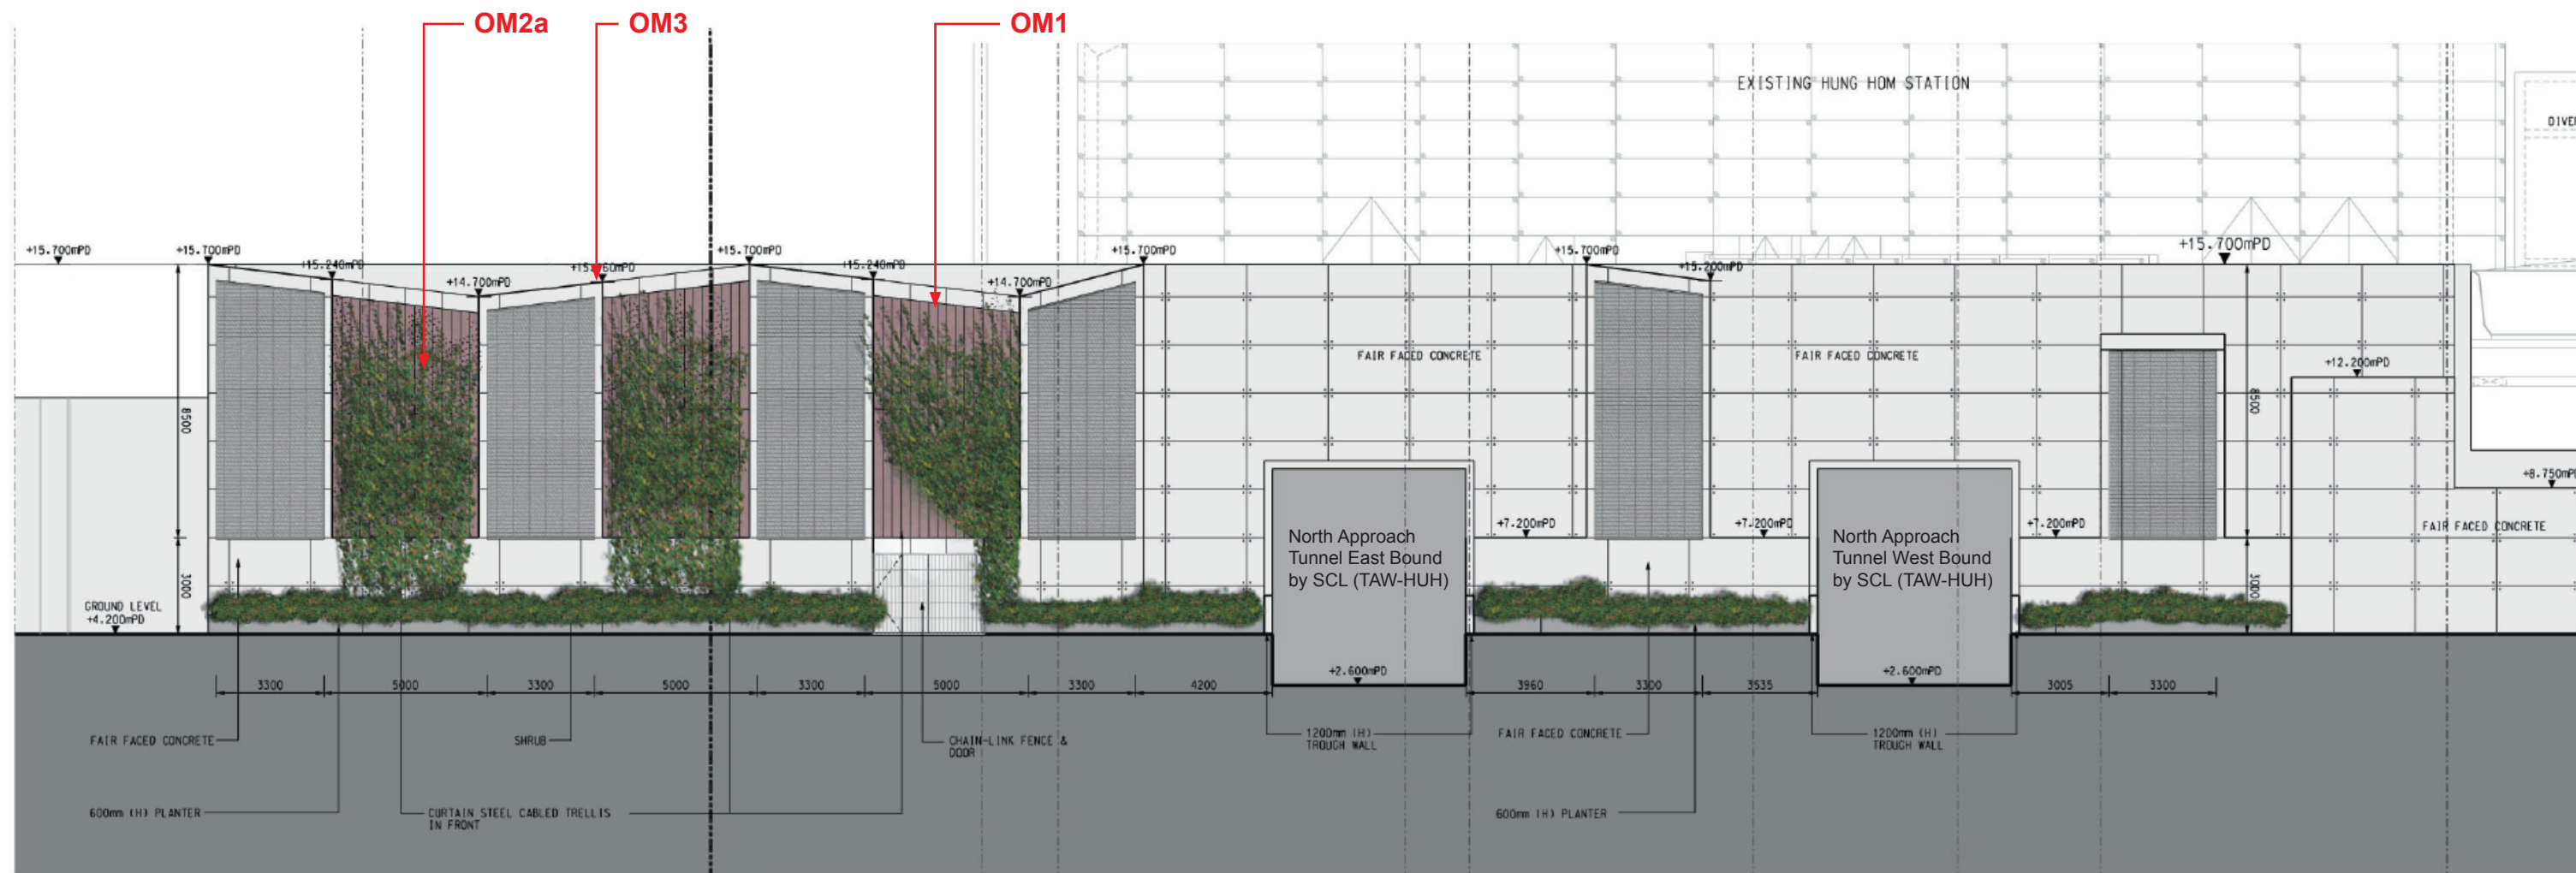 OM2a
OM3
OM1
EXISTING HUNG HOM STATION
+15.700mPD
+15.700mPD
+15.240mPD
+14.700mPD
+15.700mPD
+15.240mPD
+14.700mPD
+15.700mPD
+15.700mPD
+15.200mPD
+15.700mPD
FAIR FACED CONCRETE
FAIR FACED CONCRETE
+12.200mPD
8500
8500
+8.750mPD
+7.200mPD
+7.200mPD
+7.200mPD
FAIR FACED CONCRETE
North Approach
Tunnel East Bound
by SCL (TAW-HUH)
North Approach
Tunnel West Bound
by SCL (TAW-HUH)
3000
3000
GROUND LEVEL
+4.200mPD
+2.600mPD
+2.600mPD
3300
5000
3300
5000
3300
5000
3300
4200
3960
3300
3535
3005
3300
FAIR FACED CONCRETE
SHRUB
CHAIN-LINK FENCE &
DOOR
1200mm (H)
TROUGH WALL
FAIR FACED CONCRETE
1200mm (H)
TROUGH WALL
600mm (H) PLANTER
CURTAIN STEEL CABLED TRELLIS
IN FRONT
600mm (H) PLANTER